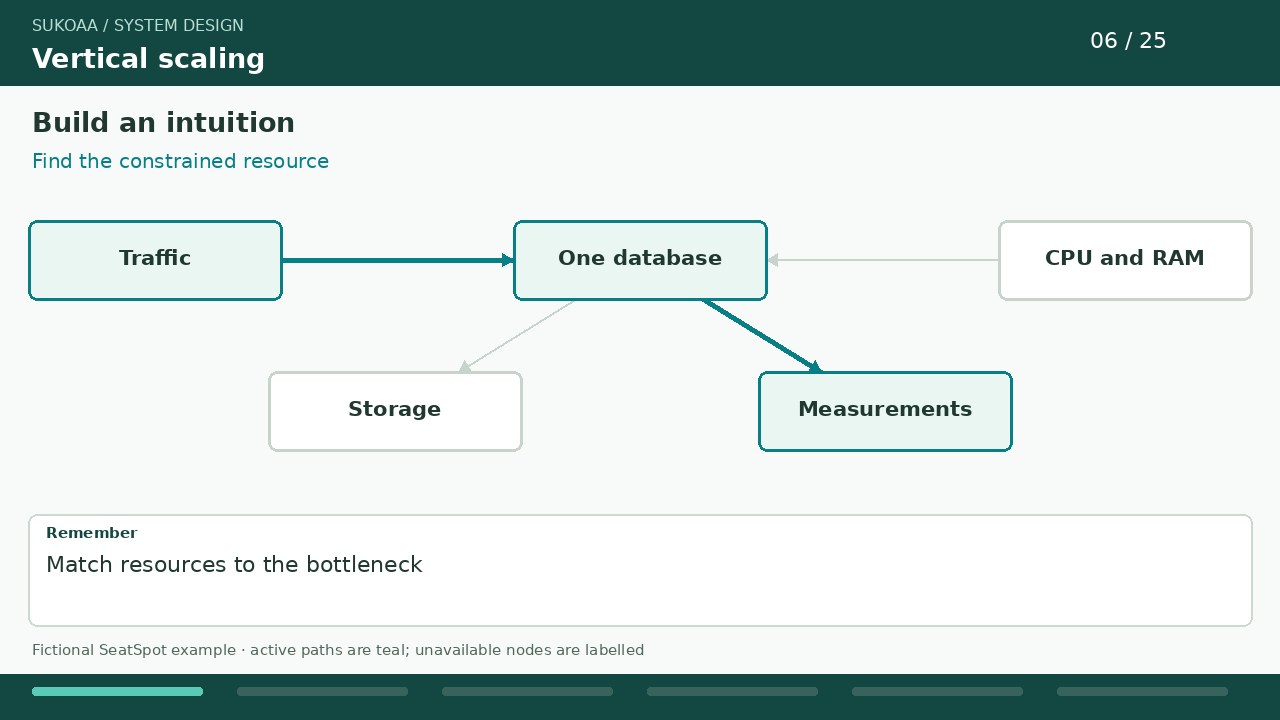 SUKOAA / SYSTEM DESIGN
Vertical scaling
06 / 25
Build an intuition
Find the constrained resource
Traffic
One database
CPU and RAM
Storage
Measurements
Remember
Match resources to the bottleneck
Fictional SeatSpot example · active paths are teal; unavailable nodes are labelled